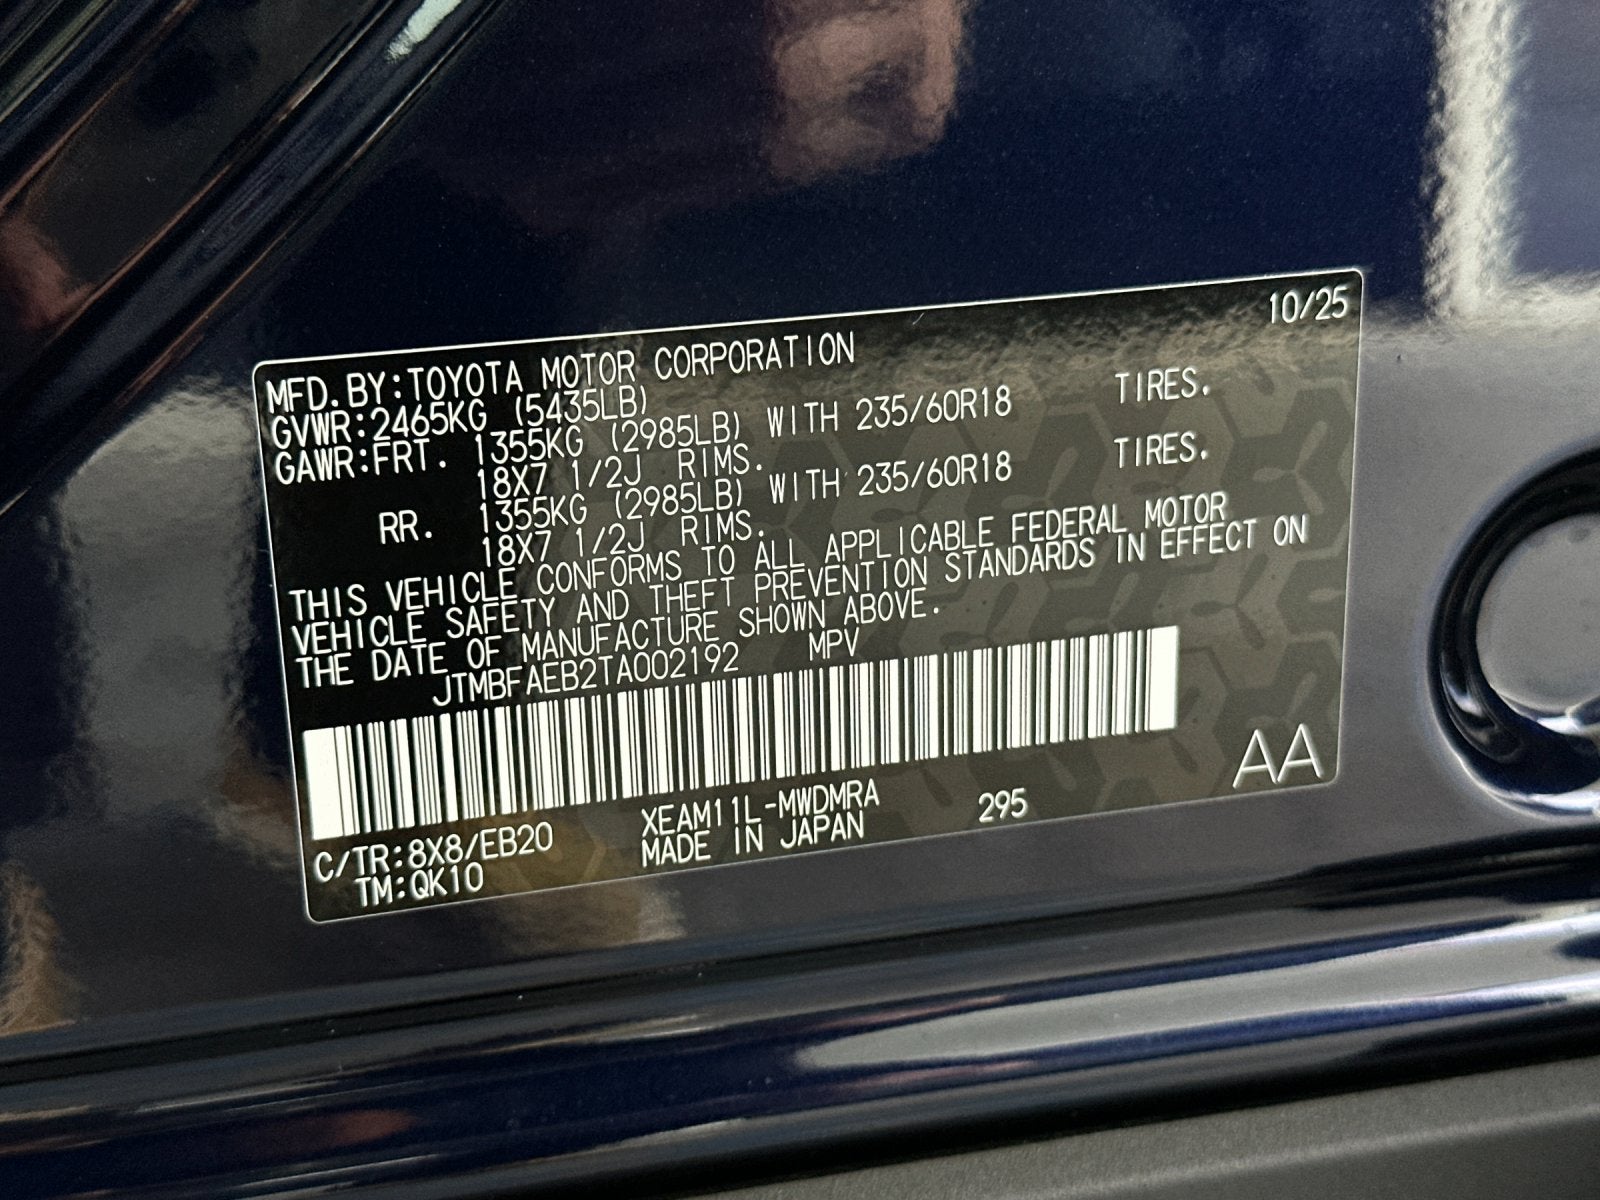 10/25
MFD.BY:TOYOTA MOTOR CORPORATION
GVWR:2465KG (5435LB)
GAWR:FRT. 1355KG (2985LB) WITH 235/60R18 TIRES.
18X7 1/2J RIMS.
RR. 1355KG (2985LB) WITH 235/60R18 TIRES.
18X7 1/2J RIMS.
THIS VEHICLE CONFORMS TO ALL APPLICABLE FEDERAL MOTOR
VEHICLE SAFETY AND THEFT PREVENTION STANDARDS IN EFFECT ON
THE DATE OF MANUFACTURE SHOWN ABOVE.
JTMBFAEB2TA002192 MPV
C/TR:8X8/EB20 XEAM11L-MWDMRA 295 AA
TM:QK10 MADE IN JAPAN